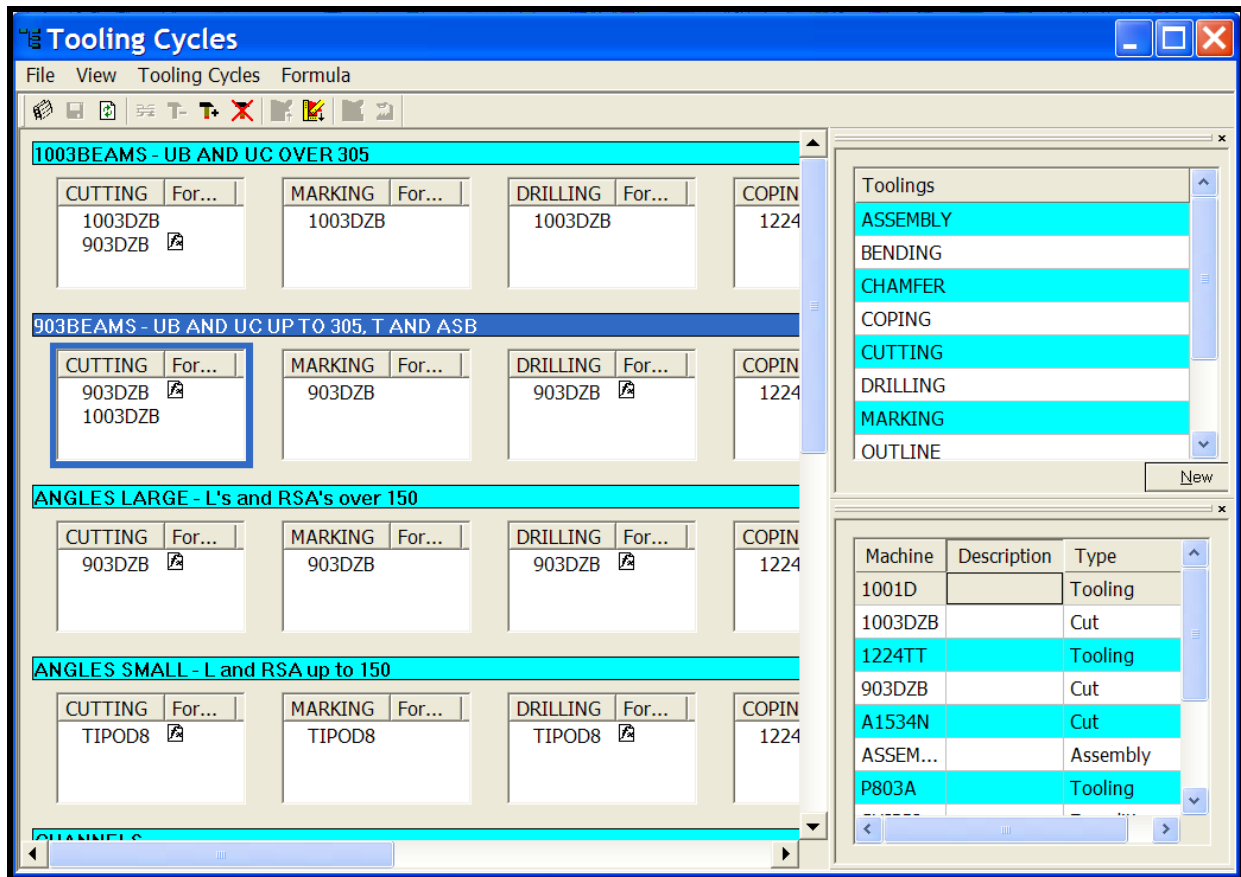 Tooling Cycles
File View Tooling Cycles Formula
1003BEAMS - UB AND UC OVER 305
CUTTING For... MARKING For... DRILLING For... COPIN
1003DZB 1003DZB 1003DZB 1224
903DZB
903BEAMS - UB AND UC UP TO 305, T AND ASB
CUTTING For... MARKING For... DRILLING For... COPIN
903DZB 903DZB 903DZB 1224
1003DZB
ANGLES LARGE - L's and RSA's over 150
CUTTING For... MARKING For... DRILLING For... COPIN
903DZB 903DZB 903DZB 1224
ANGLES SMALL - L and RSA up to 150
CUTTING For... MARKING For... DRILLING For... COPIN
TIPOD8 TIPOD8 TIPOD8 1224
CHANNELS
Toolings
ASSEMBLY
BENDING
CHAMFER
COPING
CUTTING
DRILLING
MARKING
OUTLINE
New
Machine Description Type
1001D Tooling
1003DZB Cut
1224TT Tooling
903DZB Cut
A1534N Cut
ASSEM... Assembly
P803A Tooling